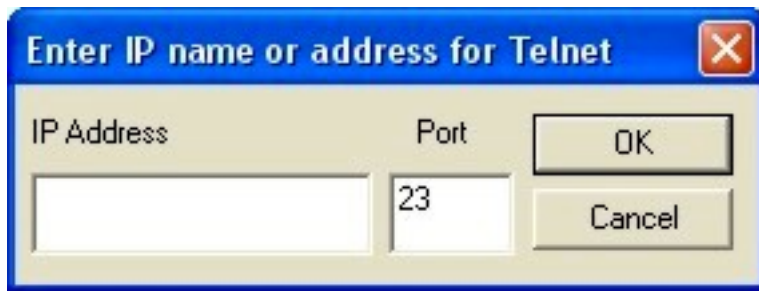 Enter IP name or address for Telnet
IP Address Port OK
23 Cancel